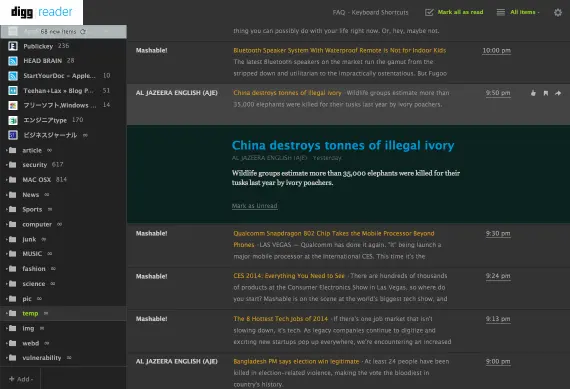 digg reader
FAQ - Keyboard Shortcuts
Mark all as read
All items -
68 new items
Publickey 236
HEAD BRAIN 28
StartYourDoc – Apple... 10
Teehan+Lax » Blog P... 51
フリーソフト,Windows ... 14
エンジニアtype 170
ビジネスジャーナル ∞
article ∞
security 617
MAC OSX 814
News ∞
Sports ∞
computer ∞
junk ∞
MUSIC ∞
fashion ∞
science ∞
pic ∞
temp ∞
img ∞
webd ∞
vulnerability ∞
+ Add -
thing you can possibly do with your life right now. Or, hey, maybe not.
Mashable!
Bluetooth Speaker System With Waterproof Remote Is Not for Indoor Kids
The latest Bluetooth speakers on the market run the gamut from the
stripped down and utilitarian to the impractically ostentatious. But Fugoo
10:00 pm
AL JAZEERA ENGLISH (AJE)
China destroys tonnes of illegal ivory - Wildlife groups estimate more than
35,000 elephants were killed for their tusks last year by ivory poachers.
9:50 pm
China destroys tonnes of illegal ivory
AL JAZEERA ENGLISH (AJE) Yesterday
Wildlife groups estimate more than 35,000 elephants were killed for their
tusks last year by ivory poachers.
Mark as Unread
Mashable!
Qualcomm Snapdragon 802 Chip Takes the Mobile Processor Beyond
Phones - LAS VEGAS — Qualcomm has done it again. "It" being launch a
major mobile processor at the International CES. This time it's the
9:30 pm
Mashable!
CES 2014: Everything You Need to See - There are hundreds of thousands
of products at the Consumer Electronics Show in Las Vegas, so where do
you start? Mashable is on the scene at the world's biggest tech show, and
9:24 pm
Mashable!
The 8 Hottest Tech Jobs of 2014 - If there's one job market that isn't
slowing down, it's tech. As legacy companies continue to digitize and
exciting new startups pop up everywhere, we're encountering an increased
9:13 pm
AL JAZEERA ENGLISH (AJE)
Bangladesh PM says election win legitimate - At least 24 people have been
killed in election-related violence, making the vote the bloodiest in
country's history.
9:00 pm